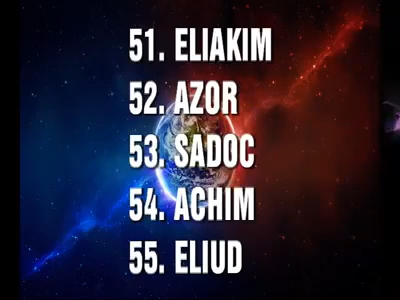 51. ELIAKIM
52. AZOR
53. SADOC
54. ACHIM
55. ELIUD